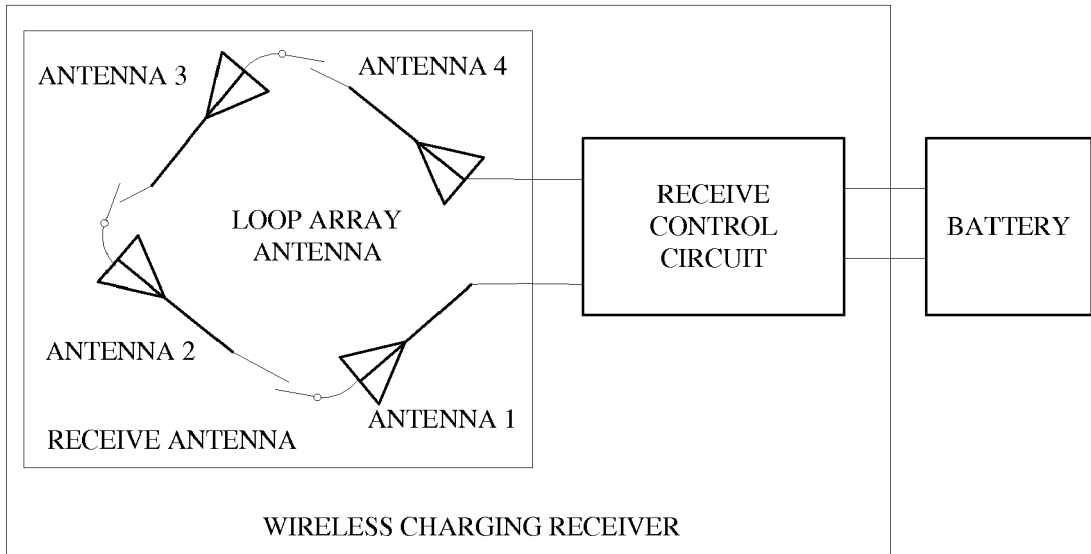 ANTENNA 3
ANTENNA 4
LOOP ARRAY
ANTENNA
RECEIVE
CONTROL
CIRCUIT
BATTERY
ANTENNA 2
ANTENNA 1
RECEIVE ANTENNA
WIRELESS CHARGING RECEIVER